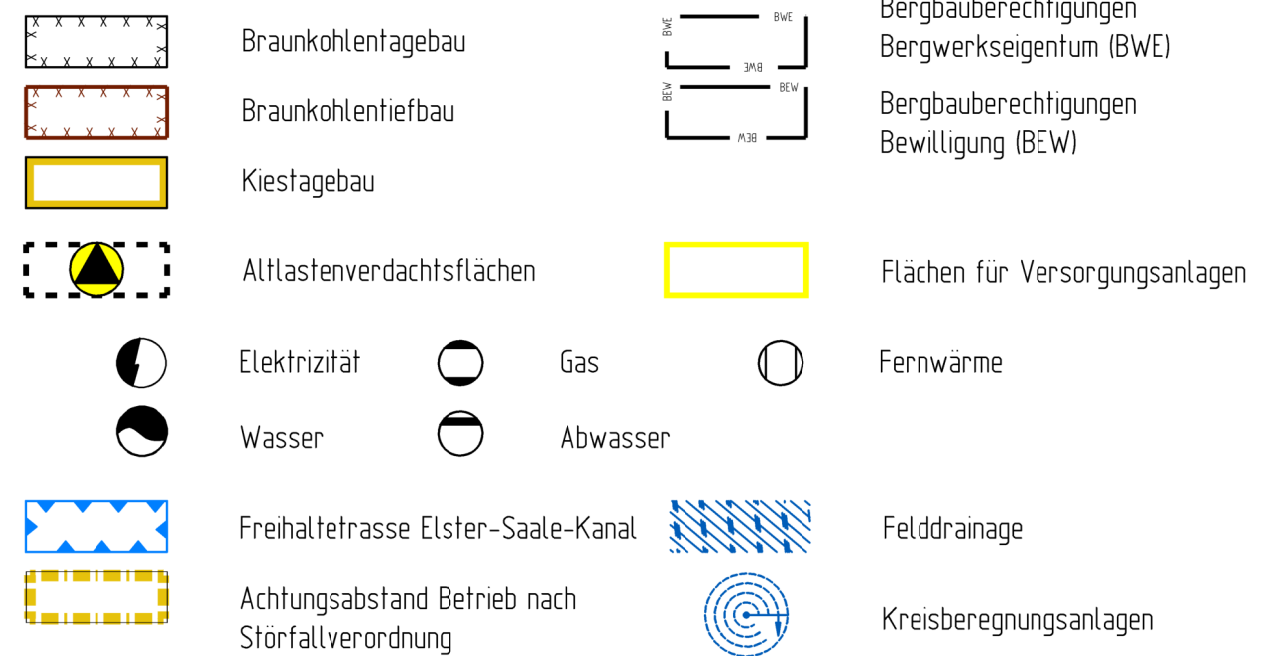 Braunkohlentagebau
BWE
BWE
BWE
Bergbauberechtigungen
Bergwerkseigentum (BWE)
Braunkohlentiefbau
BEW
BEW
BEW
Bergbauberechtigungen
Bewilligung (BEW)
Kiestagebau
Altlastenverdachtsflächen
Flächen für Versorgungsanlagen
Elektrizität
Gas
Fernwärme
Wasser
Abwasser
Freihaltetrasse Elster-Saale-Kanal
Felddrainage
Achtungsabstand Betrieb nach
Störfallverordnung
Kreisberegnungsanlagen